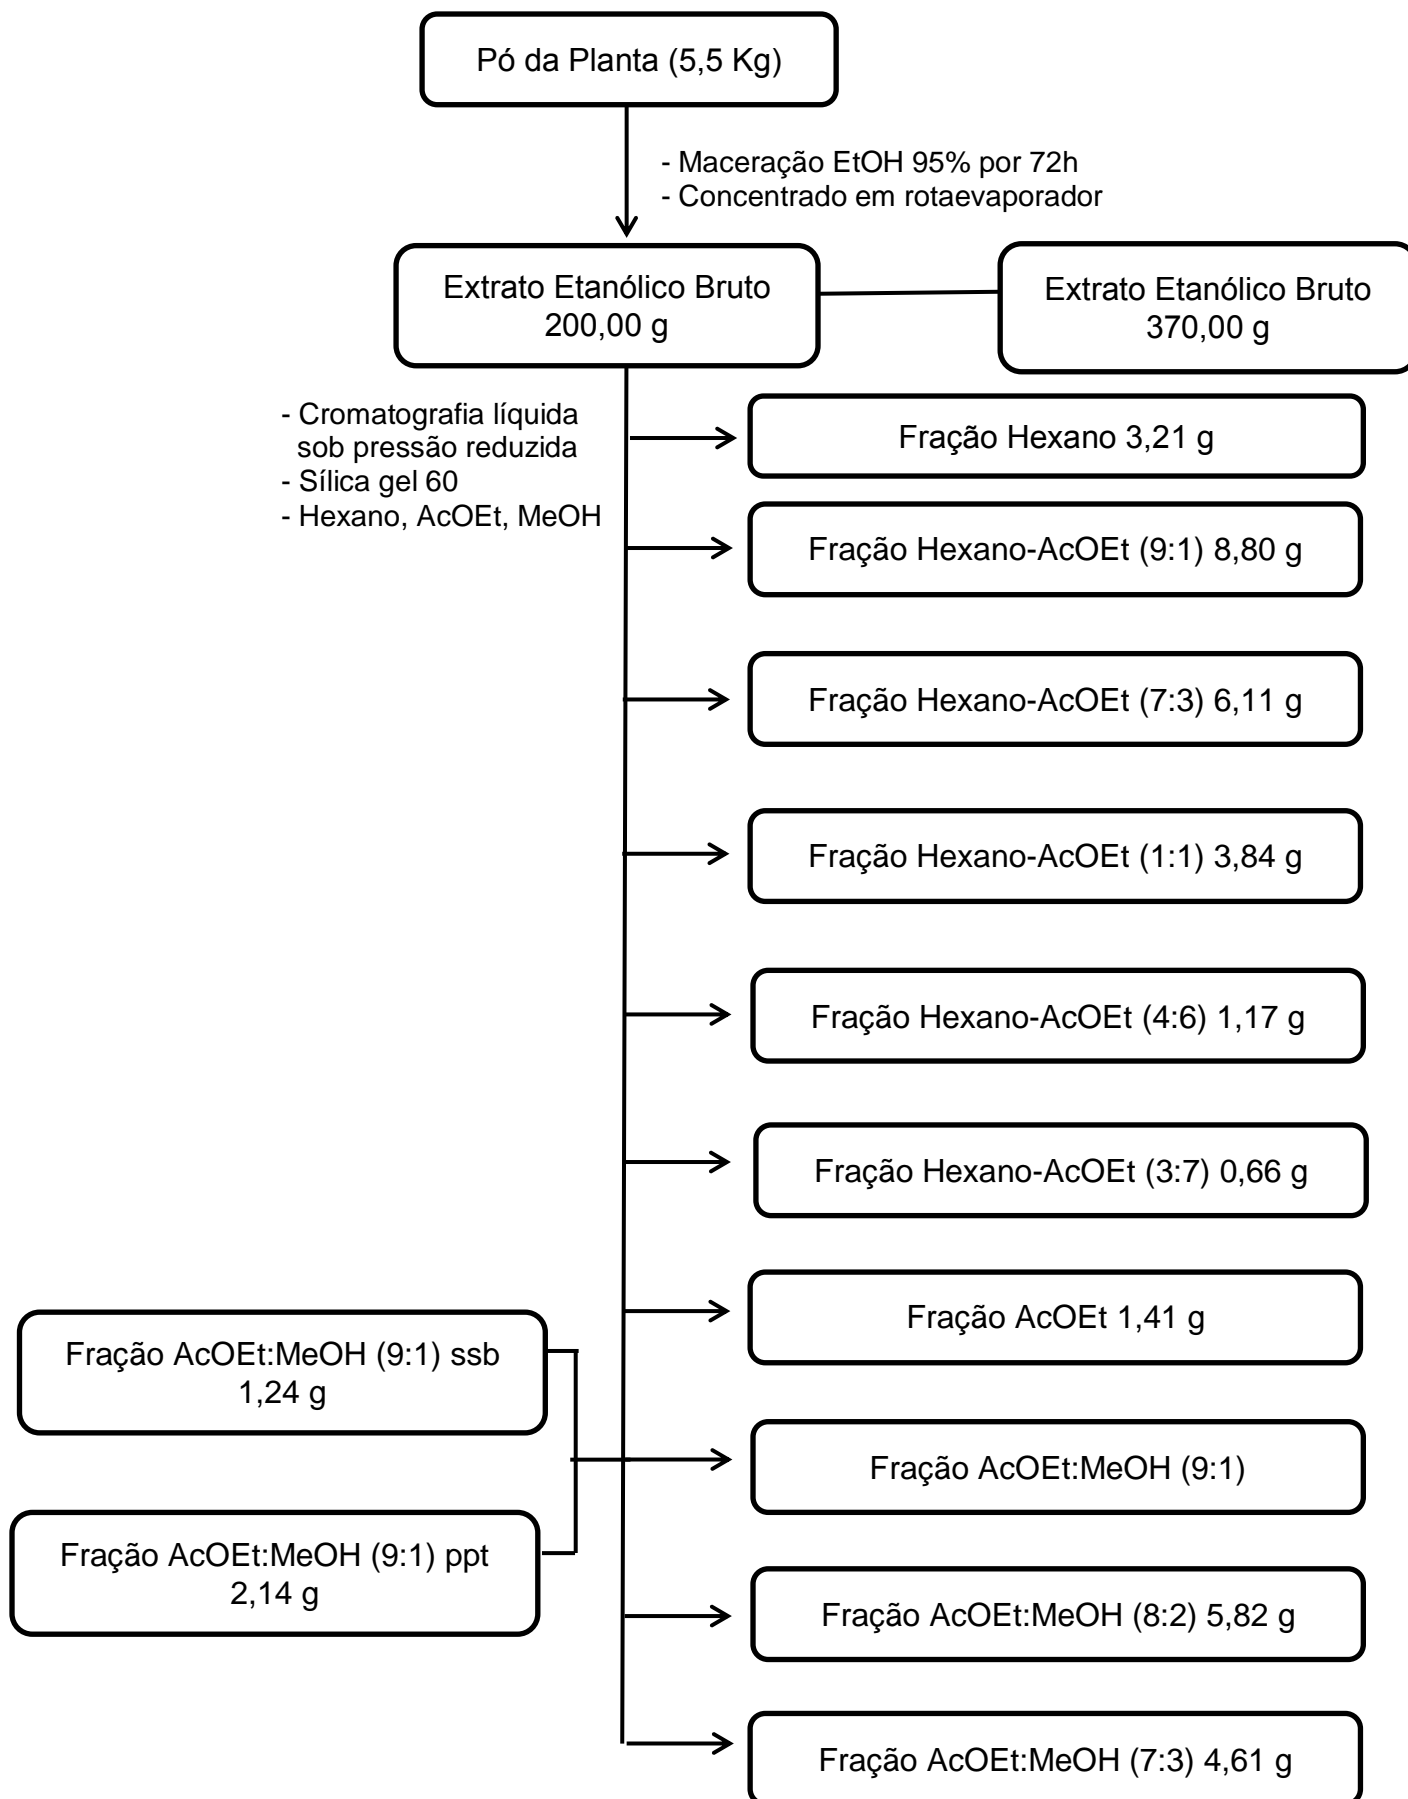 Pó da Planta (5,5 Kg)
- Maceração EtOH 95% por 72h
- Concentrado em rotaevaporador
Extrato Etanólico Bruto
200,00 g
Extrato Etanólico Bruto
370,00 g
- Cromatografia líquida
sob pressão reduzida
- Sílica gel 60
- Hexano, AcOEt, MeOH
Fração Hexano 3,21 g
Fração Hexano-AcOEt (9:1) 8,80 g
Fração Hexano-AcOEt (7:3) 6,11 g
Fração Hexano-AcOEt (1:1) 3,84 g
Fração Hexano-AcOEt (4:6) 1,17 g
Fração Hexano-AcOEt (3:7) 0,66 g
Fração AcOEt 1,41 g
Fração AcOEt:MeOH (9:1) ssb
1,24 g
Fração AcOEt:MeOH (9:1)
Fração AcOEt:MeOH (9:1) ppt
2,14 g
Fração AcOEt:MeOH (8:2) 5,82 g
Fração AcOEt:MeOH (7:3) 4,61 g